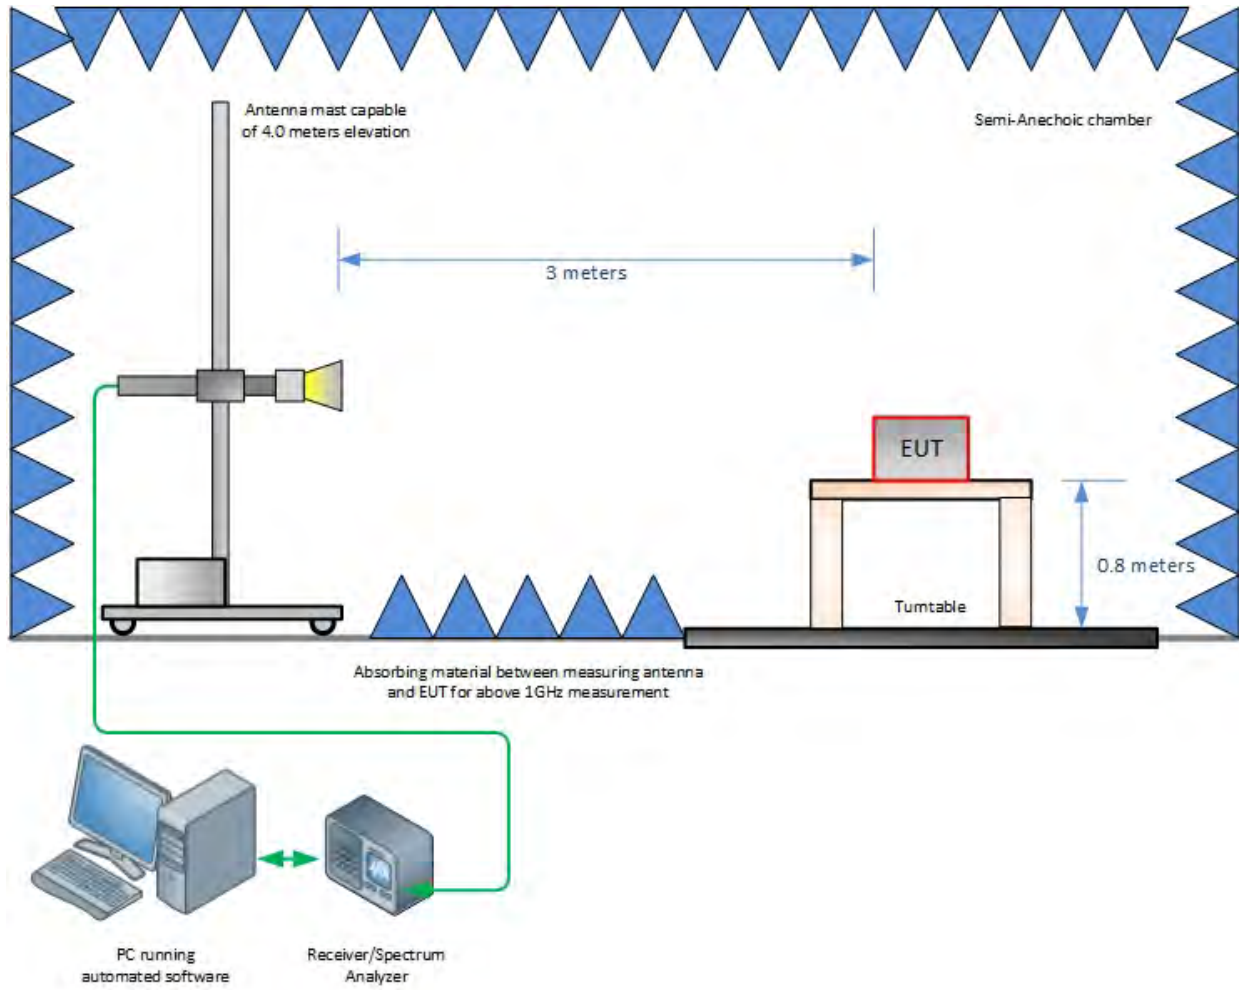 Antenna mast capable
of 4.0 meters elevation
Semi-Anechoic chamber
3 meters
EUT
0.8 meters
Turntable
Absorbing material between measuring antenna
and EUT for above 1GHz measurement
PC running
automated software
Receiver/Spectrum
Analyzer